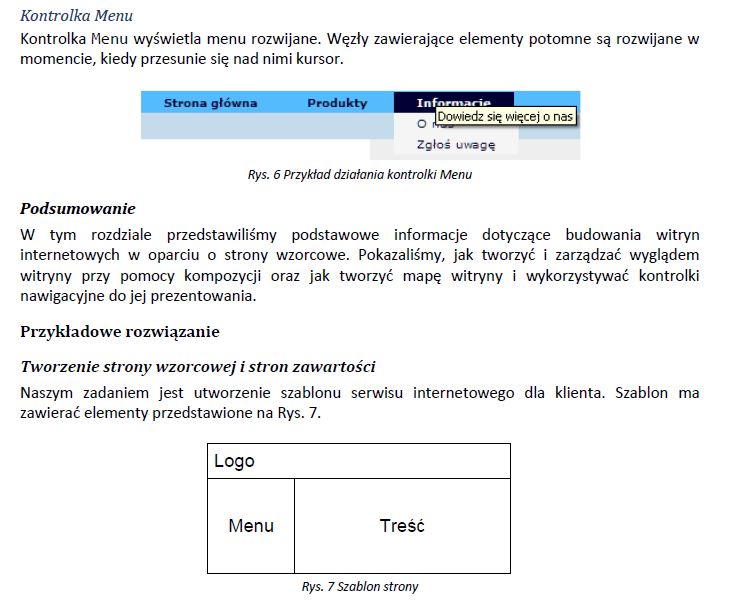 Kontrolka Menu
Kontrolka Menu wyświetla menu rozwijane. Węzły zawierające elementy potomne są rozwijane w
momencie, kiedy przesunie się nad nimi kursor.
Strona główna Produkty Informacje
Dowiedz się więcej o nas
O nas
Zgłoś uwagę
Rys. 6 Przykład działania kontrolki Menu
Podsumowanie
W tym rozdziale przedstawiliśmy podstawowe informacje dotyczące budowania witryn
internetowych w oparciu o strony wzorcowe. Pokazaliśmy, jak tworzyć i zarządzać wyglądem
witryny przy pomocy kompozycji oraz jak tworzyć mapę witryny i wykorzystywać kontrolki
nawigacyjne do jej prezentowania.
Przykładowe rozwiązanie
Tworzenie strony wzorcowej i stron zawartości
Naszym zadaniem jest utworzenie szablonu serwisu internetowego dla klienta. Szablon ma
zawierać elementy przedstawione na Rys. 7.
Logo
Menu Treść
Rys. 7 Szablon strony